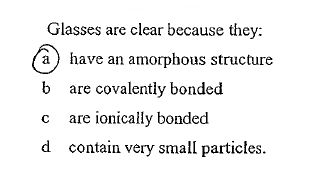 Glasses are clear because they:
a have an amorphous structure
b are covalently bonded
c are ionically bonded
d contain very small particles.